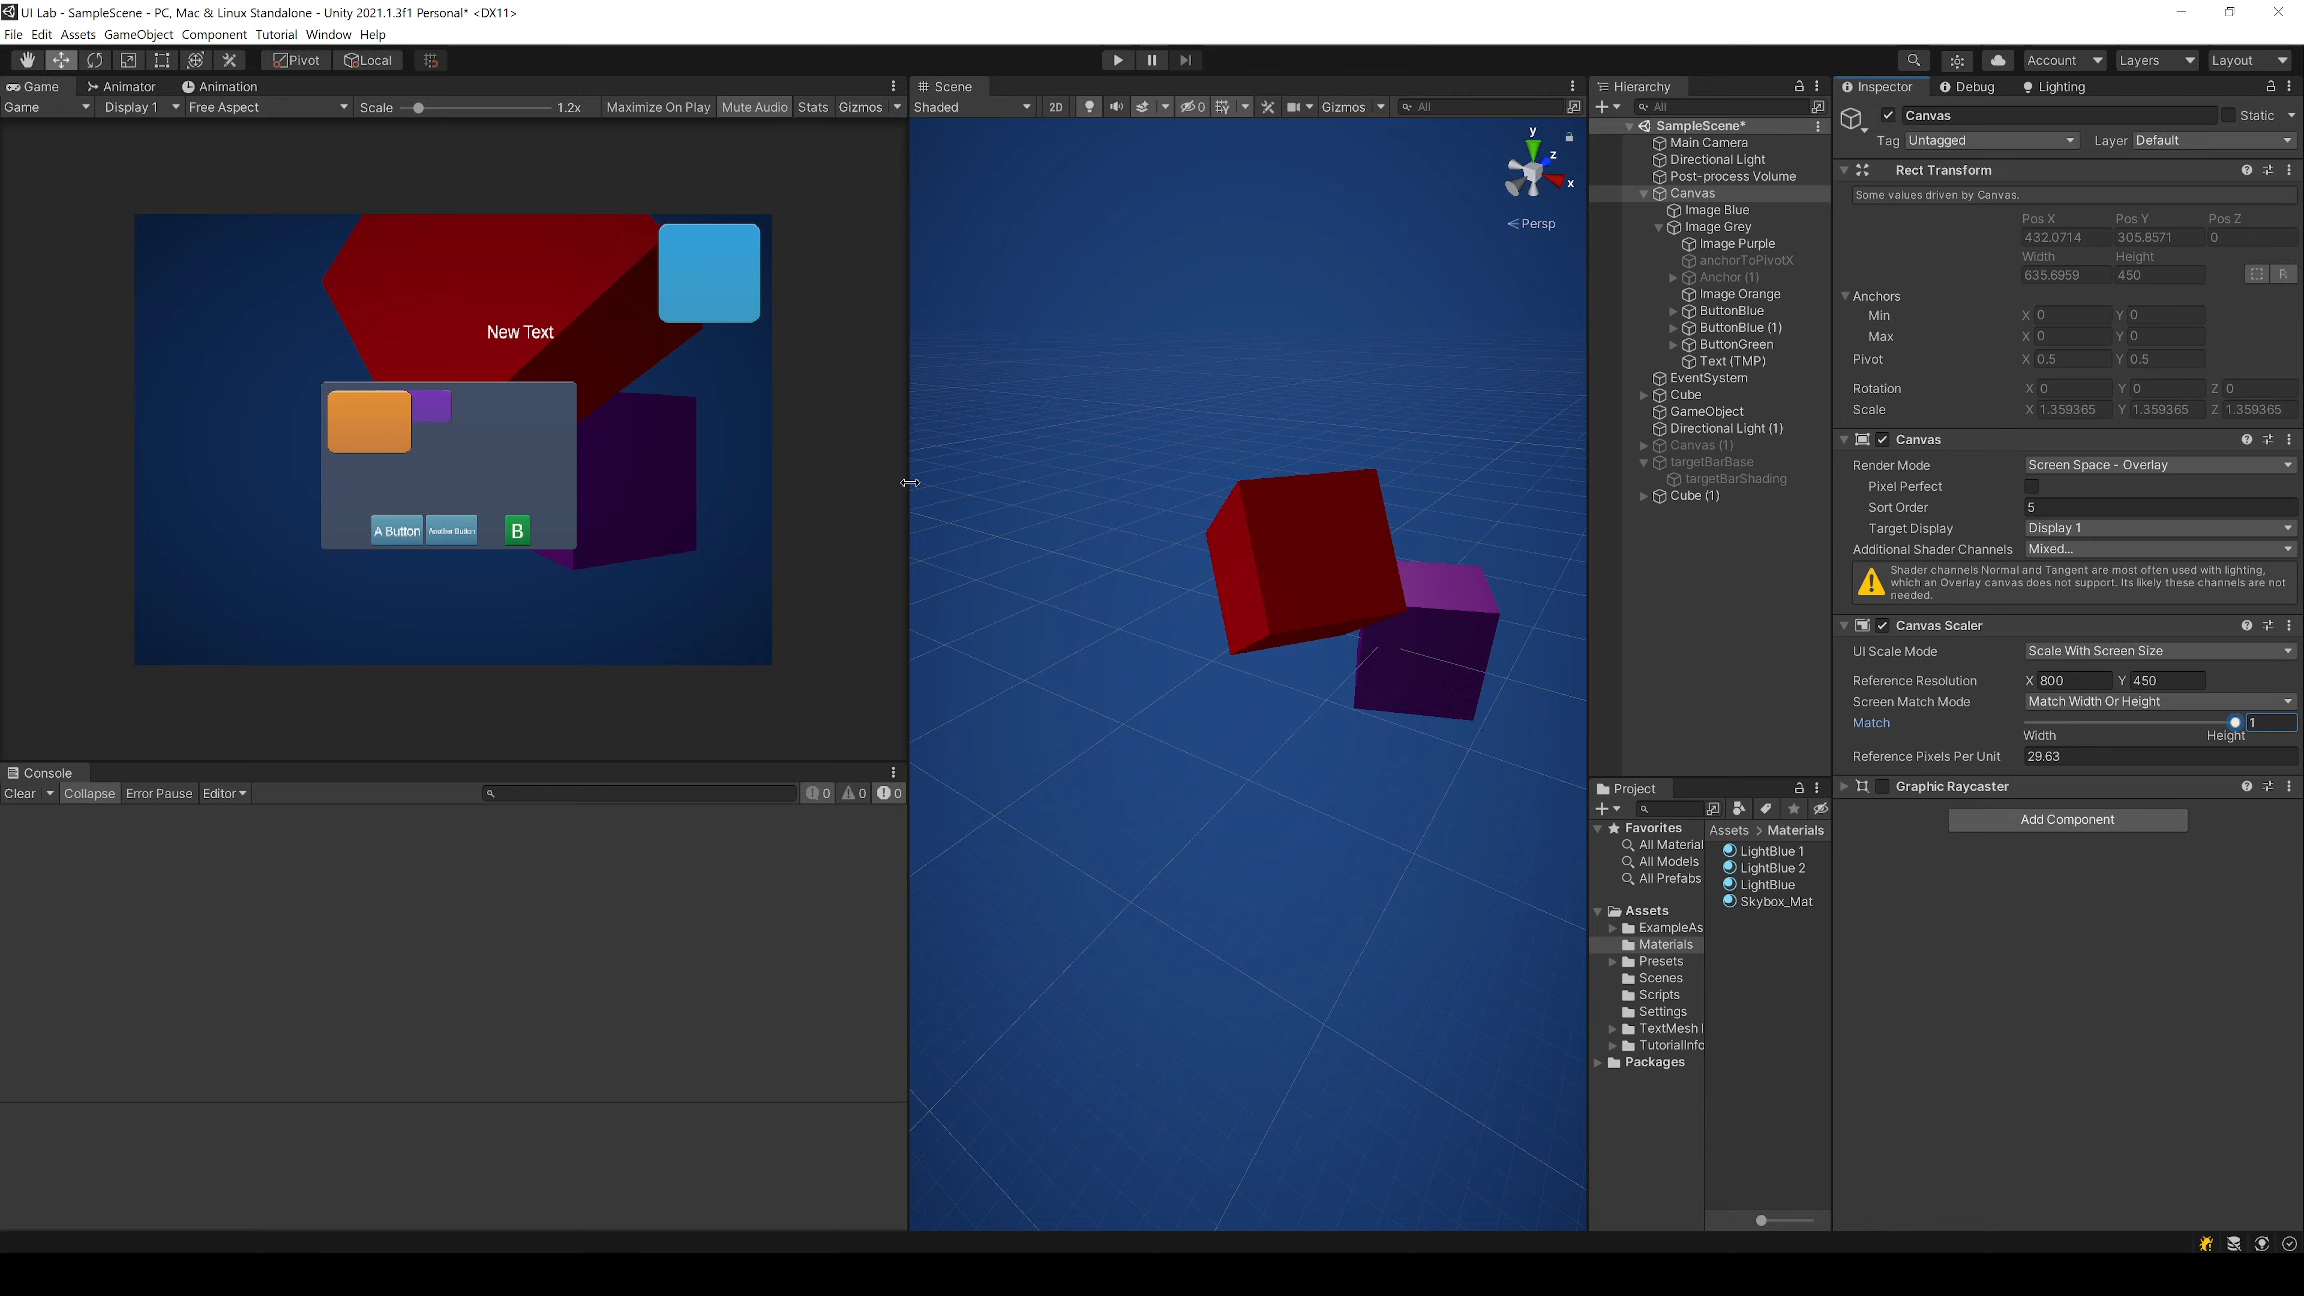 UI Lab - SampleScene - PC, Mac & Linux Standalone - Unity 2021.1.3f1 Personal* <DX11>
File Edit Assets GameObject Component Tutorial Window Help
Pivot Local
Account Layers Layout
Game Animator Animation
Game Display 1 Free Aspect Scale 1.2x Maximize On Play Mute Audio Stats Gizmos
New Text
A Button Another Button B
Console
Clear Collapse Error Pause Editor 0 0 0
Scene
Shaded 2D 0 Gizmos All
y
z
x
Persp
Hierarchy
All
SampleScene*
Main Camera
Directional Light
Post-process Volume
Canvas
Image Blue
Image Grey
Image Purple
anchorToPivotX
Anchor (1)
Image Orange
ButtonBlue
ButtonBlue (1)
ButtonGreen
Text (TMP)
EventSystem
Cube
GameObject
Directional Light (1)
Canvas (1)
targetBarBase
targetBarShading
Cube (1)
Project
Favorites
All Material
All Models
All Prefabs
Assets
ExampleAs
Materials
Presets
Scenes
Scripts
Settings
TextMesh
TutorialInfo
Packages
Assets > Materials
LightBlue 1
LightBlue 2
LightBlue
Skybox_Mat
Inspector Debug Lighting
Canvas Static
Tag Untagged Layer Default
Rect Transform
Some values driven by Canvas.
Pos X Pos Y Pos Z
432.0714 305.8571 0
Width Height
635.6959 450 R
Anchors
Min X 0 Y 0
Max X 0 Y 0
Pivot X 0.5 Y 0.5
Rotation X 0 Y 0 Z 0
Scale X 1.359365 Y 1.359365 Z 1.359365
Canvas
Render Mode Screen Space - Overlay
Pixel Perfect
Sort Order 5
Target Display Display 1
Additional Shader Channels Mixed...
Shader channels Normal and Tangent are most often used with lighting,
which an Overlay canvas does not support. Its likely these channels are not
needed.
Canvas Scaler
UI Scale Mode Scale With Screen Size
Reference Resolution X 800 Y 450
Screen Match Mode Match Width Or Height
Match 1
Width Height
Reference Pixels Per Unit 29.63
Graphic Raycaster
Add Component